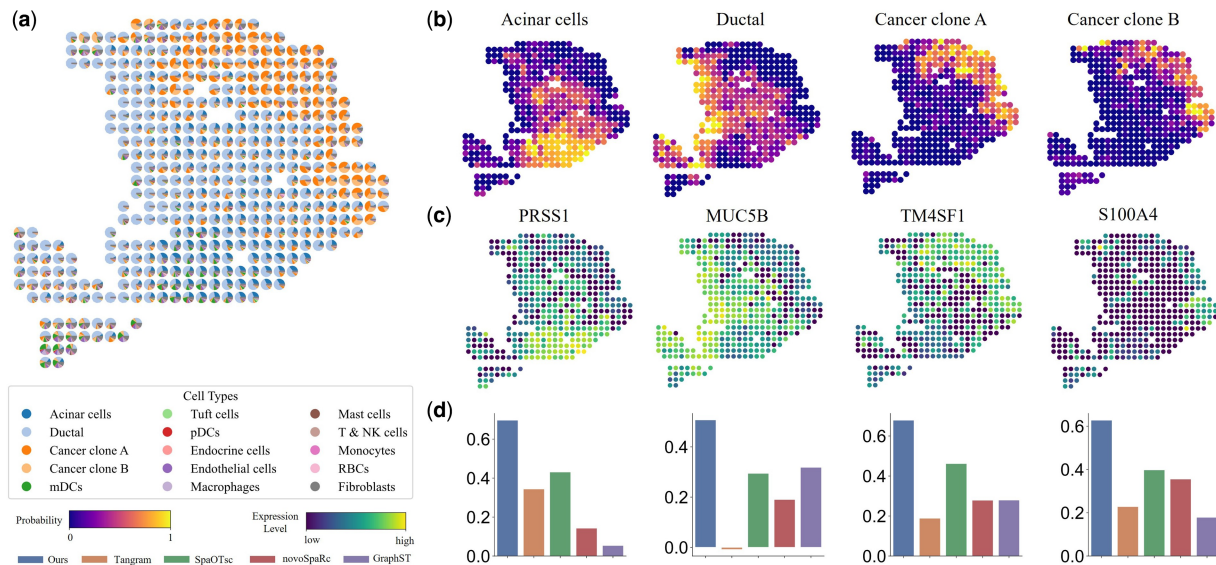 (a)
(b)
Acinar cells Ductal Cancer clone A Cancer clone B
(c)
PRSS1 MUC5B TM4SF1 S100A4
Cell Types
Acinar cells Tuft cells Mast cells
Ductal pDCs T & NK cells
Cancer clone A Endocrine cells Monocytes
Cancer clone B Endothelial cells RBCs
mDCs Macrophages Fibroblasts
Probability 0 1
Expression Level low high
Ours Tangram SpaOTsc novoSpaRc GraphST
(d)
0.6 0.4 0.2 0.0
0.4 0.2 0.0
0.6 0.4 0.2 0.0
0.8 0.6 0.4 0.2 0.0